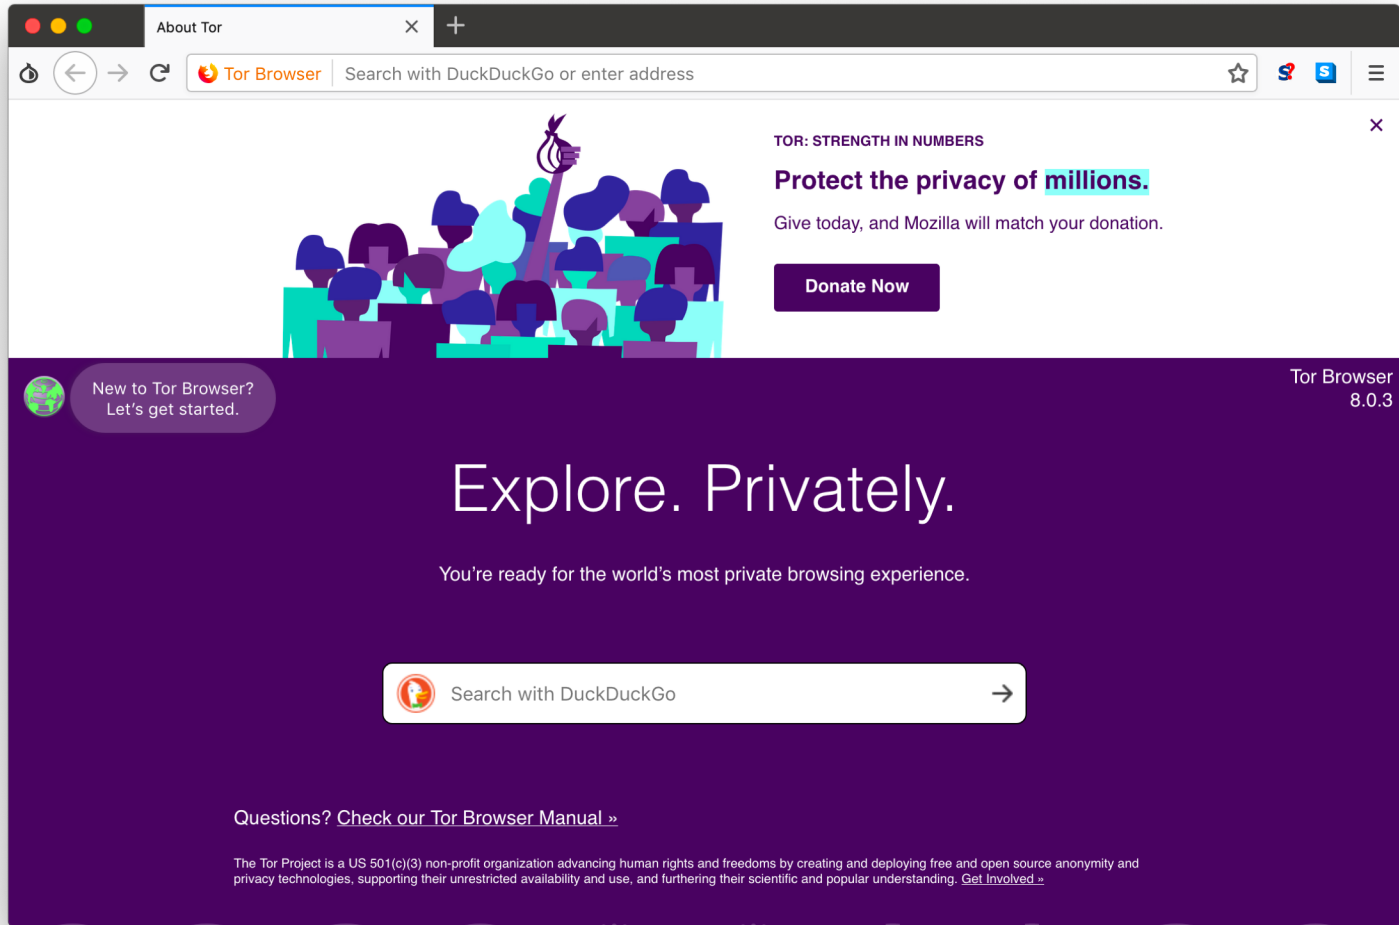 About Tor
Tor Browser
Search with DuckDuckGo or enter address
S?
S
TOR: STRENGTH IN NUMBERS
Protect the privacy of millions.
Give today, and Mozilla will match your donation.
Donate Now
New to Tor Browser?
Let’s get started.
Tor Browser
8.0.3
Explore. Privately.
You’re ready for the world’s most private browsing experience.
Search with DuckDuckGo
Questions? Check our Tor Browser Manual »
The Tor Project is a US 501(c)(3) non-profit organization advancing human rights and freedoms by creating and deploying free and open source anonymity and
privacy technologies, supporting their unrestricted availability and use, and furthering their scientific and popular understanding. Get Involved »